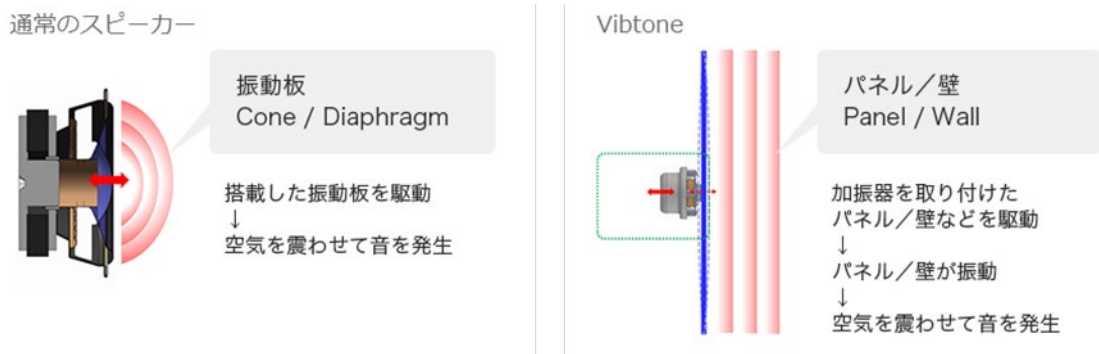 通常のスピーカー
振動板
Cone / Diaphragm
搭載した振動板を駆動
↓
空気を震わせて音を発生
Vibtone
パネル／壁
Panel / Wall
加振器を取り付けた
パネル／壁などを駆動
↓
パネル／壁が振動
↓
空気を震わせて音を発生